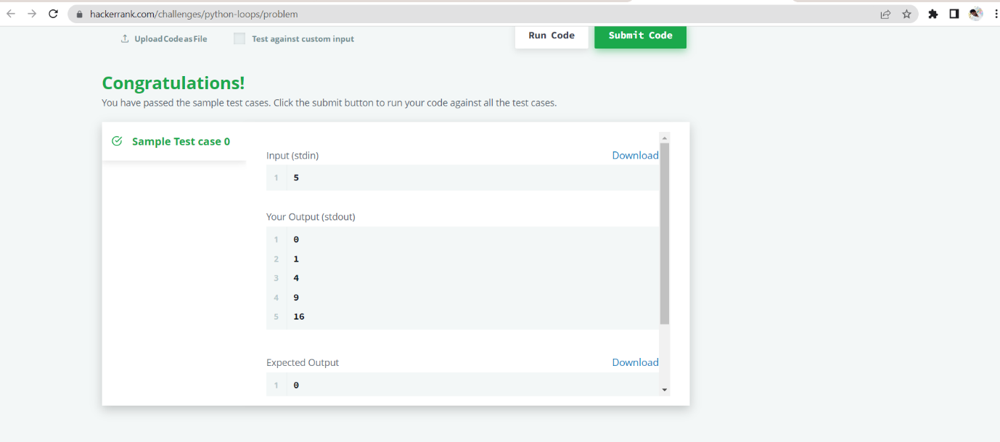 hackerrank.com/challenges/python-loops/problem
Upload Code as File
Test against custom input
Run Code
Submit Code
Congratulations!
You have passed the sample test cases. Click the submit button to run your code against all the test cases.
Sample Test case 0
Input (stdin)
Download
1 5
Your Output (stdout)
1 0
2 1
3 4
4 9
5 16
Expected Output
Download
1 0